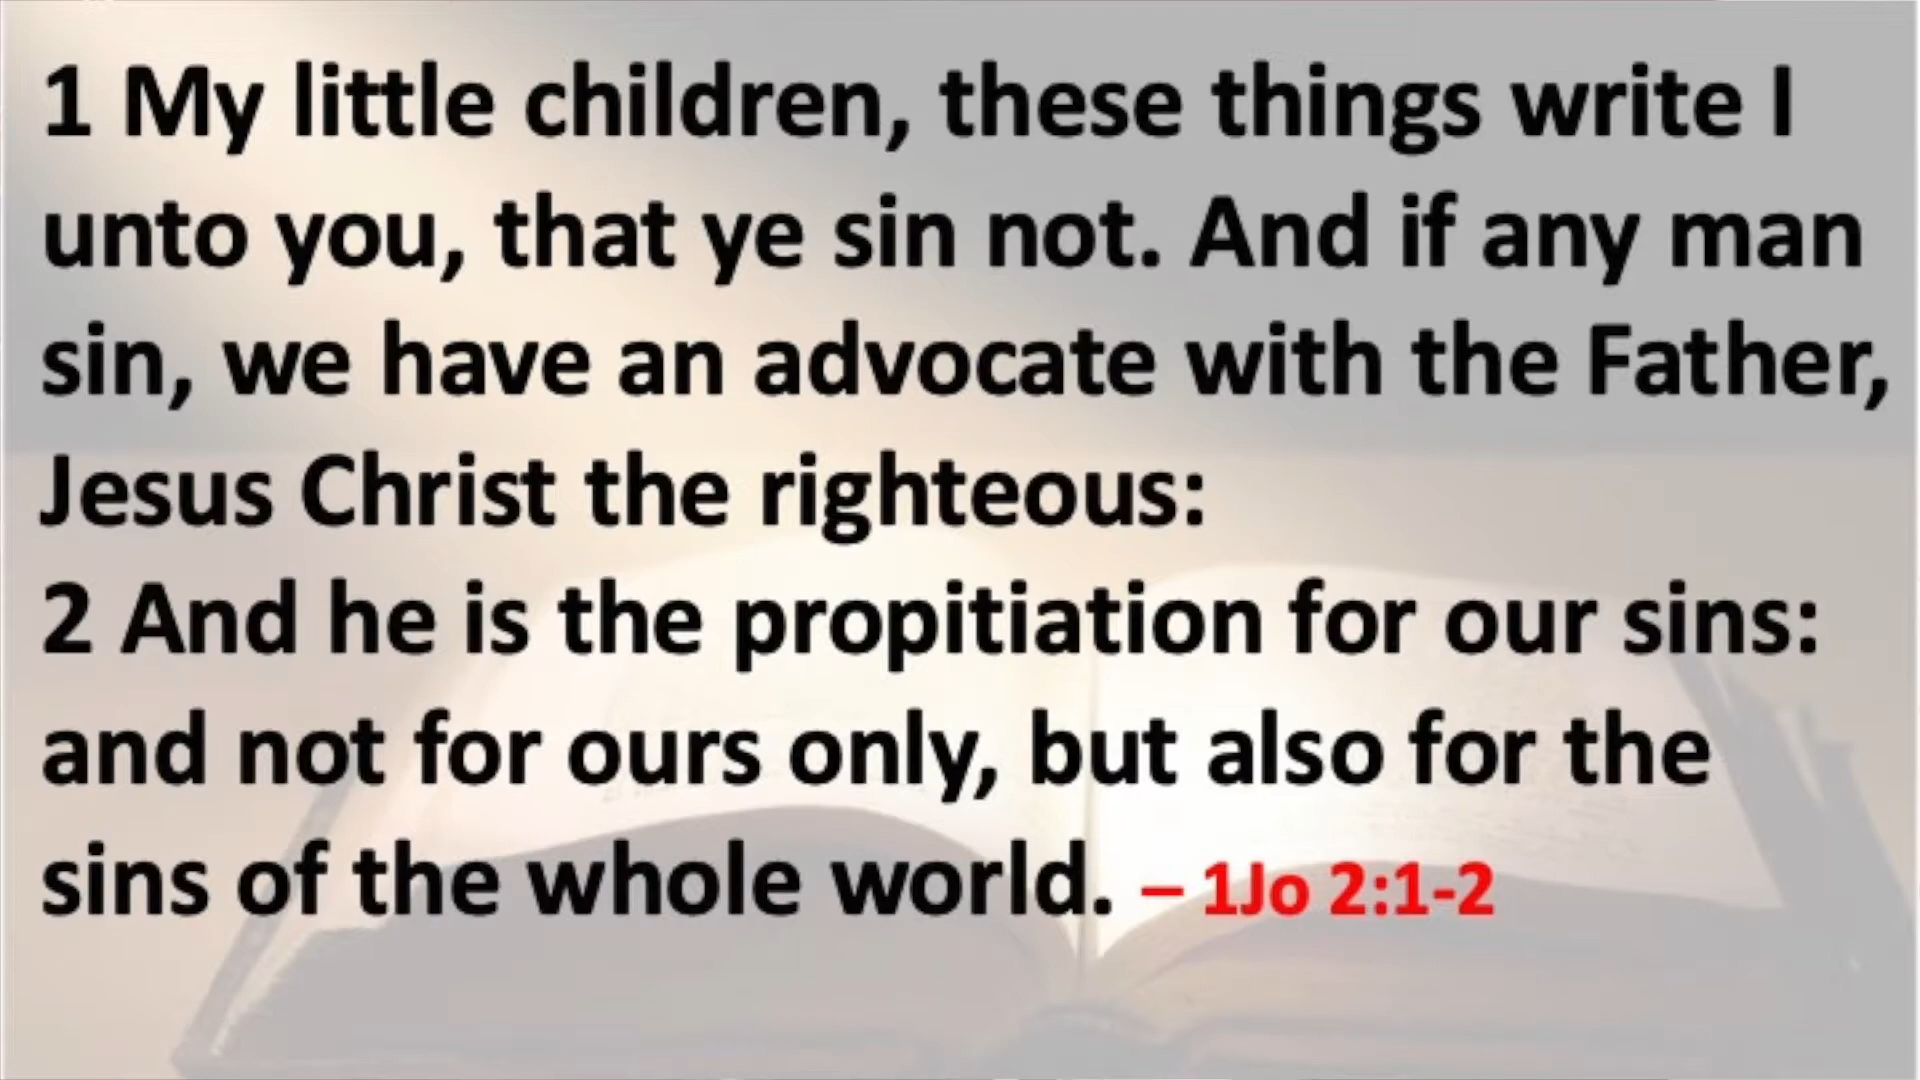 1 My little children, these things write I
unto you, that ye sin not. And if any man
sin, we have an advocate with the Father,
Jesus Christ the righteous:
2 And he is the propitiation for our sins:
and not for ours only, but also for the
sins of the whole world. – 1Jo 2:1-2